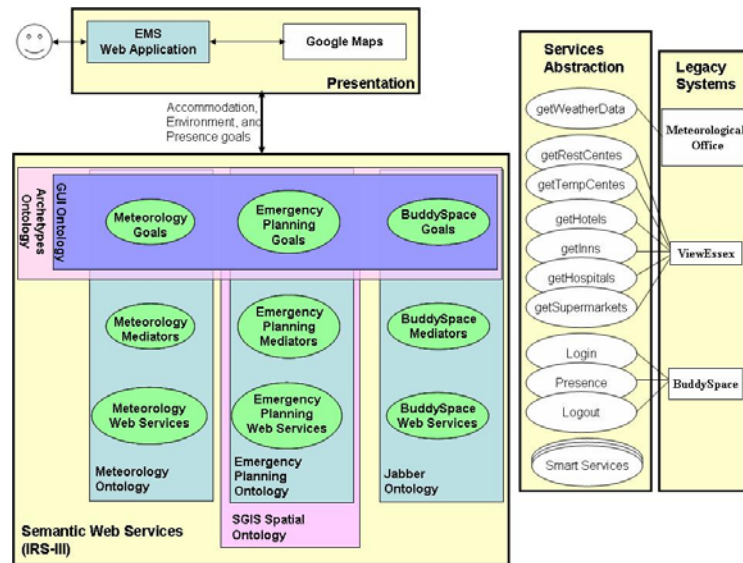 EMS
Web Application
Google Maps
Presentation
Accommodation,
Environment, and
Presence goals
Archetypes
Ontology
GUI Ontology
Meteorology
Goals
Emergency
Planning
Goals
BuddySpace
Goals
Meteorology
Mediators
Emergency
Planning
Mediators
BuddySpace
Mediators
Meteorology
Web Services
Emergency
Planning
Web Services
BuddySpace
Web Services
Meteorology
Ontology
Emergency
Planning
Ontology
Jabber
Ontology
SGIS Spatial
Ontology
Semantic Web Services
(IRS-III)
Services
Abstraction
getWeatherData
getRestCentes
getTempCentes
getHotels
getInns
getHospitals
getSupermarkets
Login
Presence
Logout
Smart Services
Legacy
Systems
Meteorological
Office
ViewEssex
BuddySpace